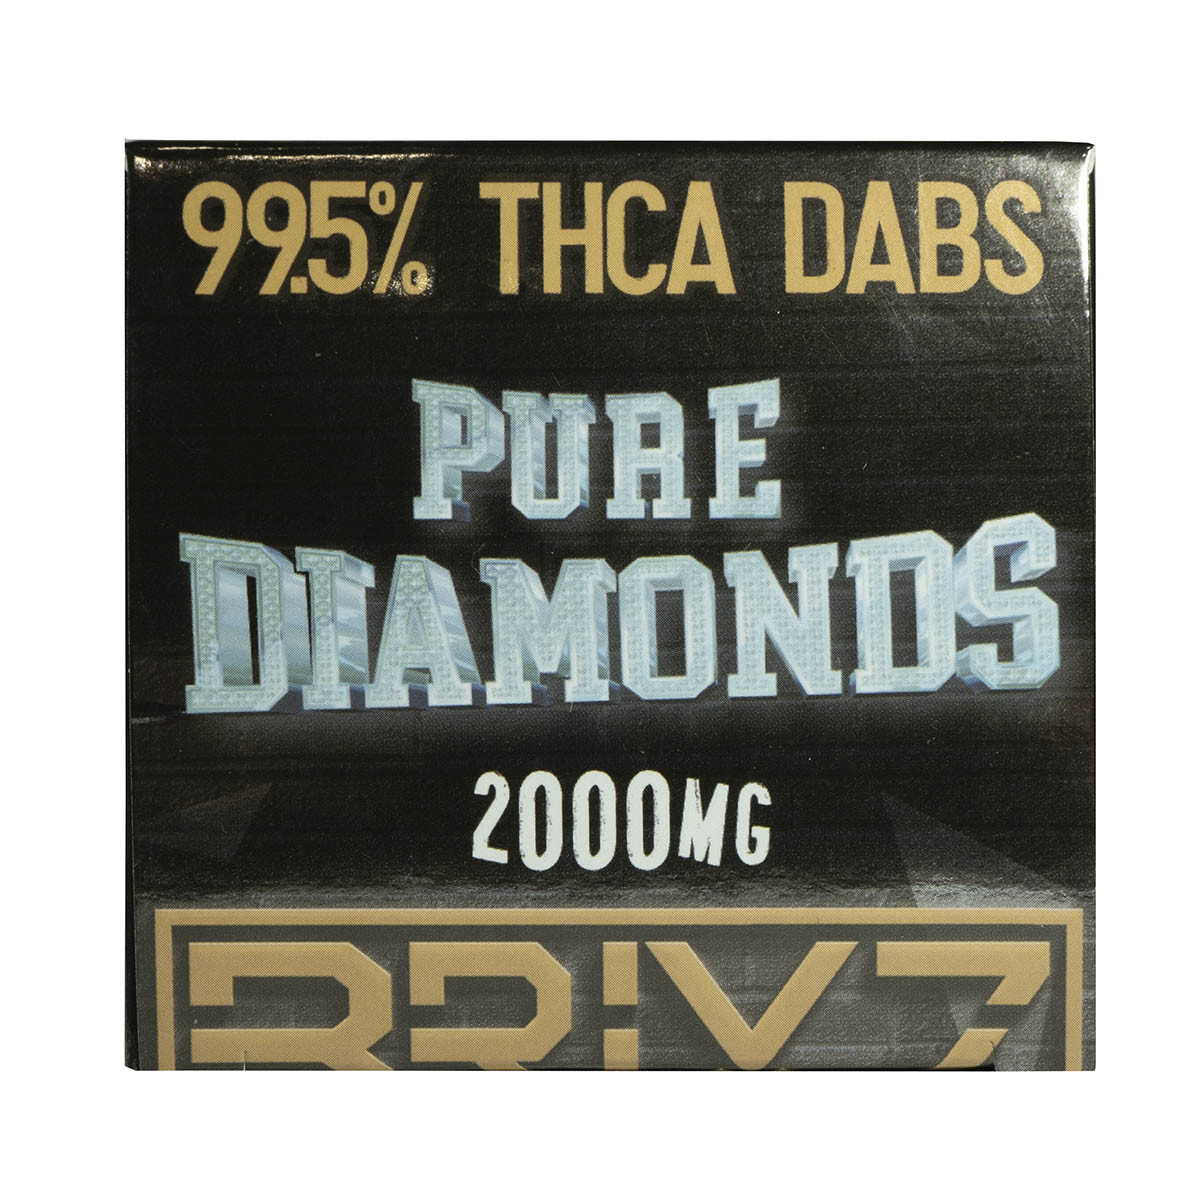 99.5% THCA DABS
PURE
DIAMONDS
2000MG